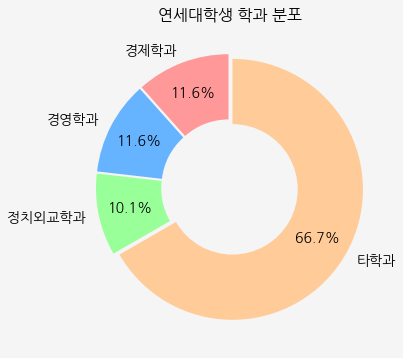 연세대학생 학과 분포
경제학과
11.6%
경영학과
11.6%
정치외교학과
10.1%
66.7%
타학과